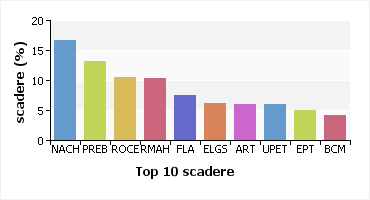 20
15
10
5
0
scadere (%)
NACH PREB ROCE RMAH FLA ELGS ART UPET EPT BCM
Top 10 scadere